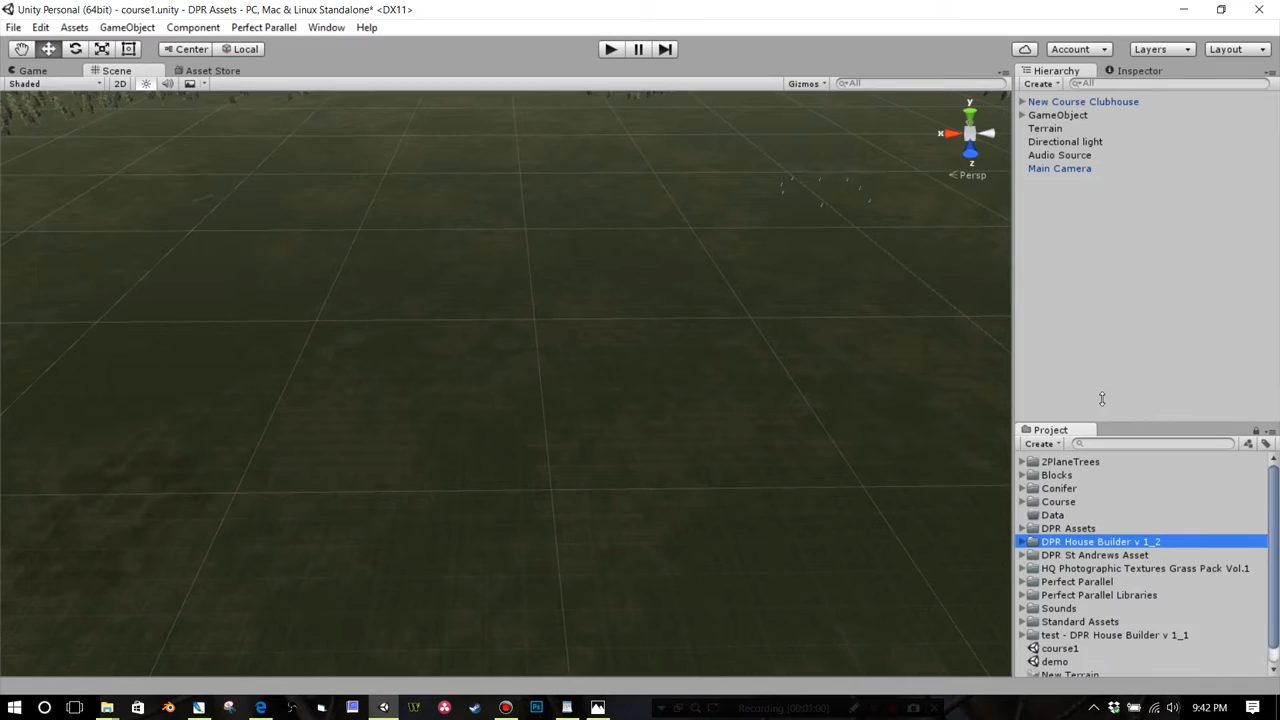 Unity Personal (64bit) - course1.unity - DPR Assets - PC, Mac & Linux Standalone* <DX11>
File Edit Assets GameObject Component Perfect Parallel Window Help
Center Local Account Layers Layout
Game Scene Asset Store Hierarchy Inspector
Shaded 2D Gizmos All Create All
New Course Clubhouse
GameObject
Terrain
Directional light
Audio Source
Main Camera
y
x
z
Persp
Project
Create
2PlaneTrees
Blocks
Conifer
Course
Data
DPR Assets
DPR House Builder v 1_2
DPR St Andrews Asset
HQ Photographic Textures Grass Pack Vol.1
Perfect Parallel
Perfect Parallel Libraries
Sounds
Standard Assets
test - DPR House Builder v 1_1
course1
demo
New Terrain
Recording [00:01:00]
9:42 PM